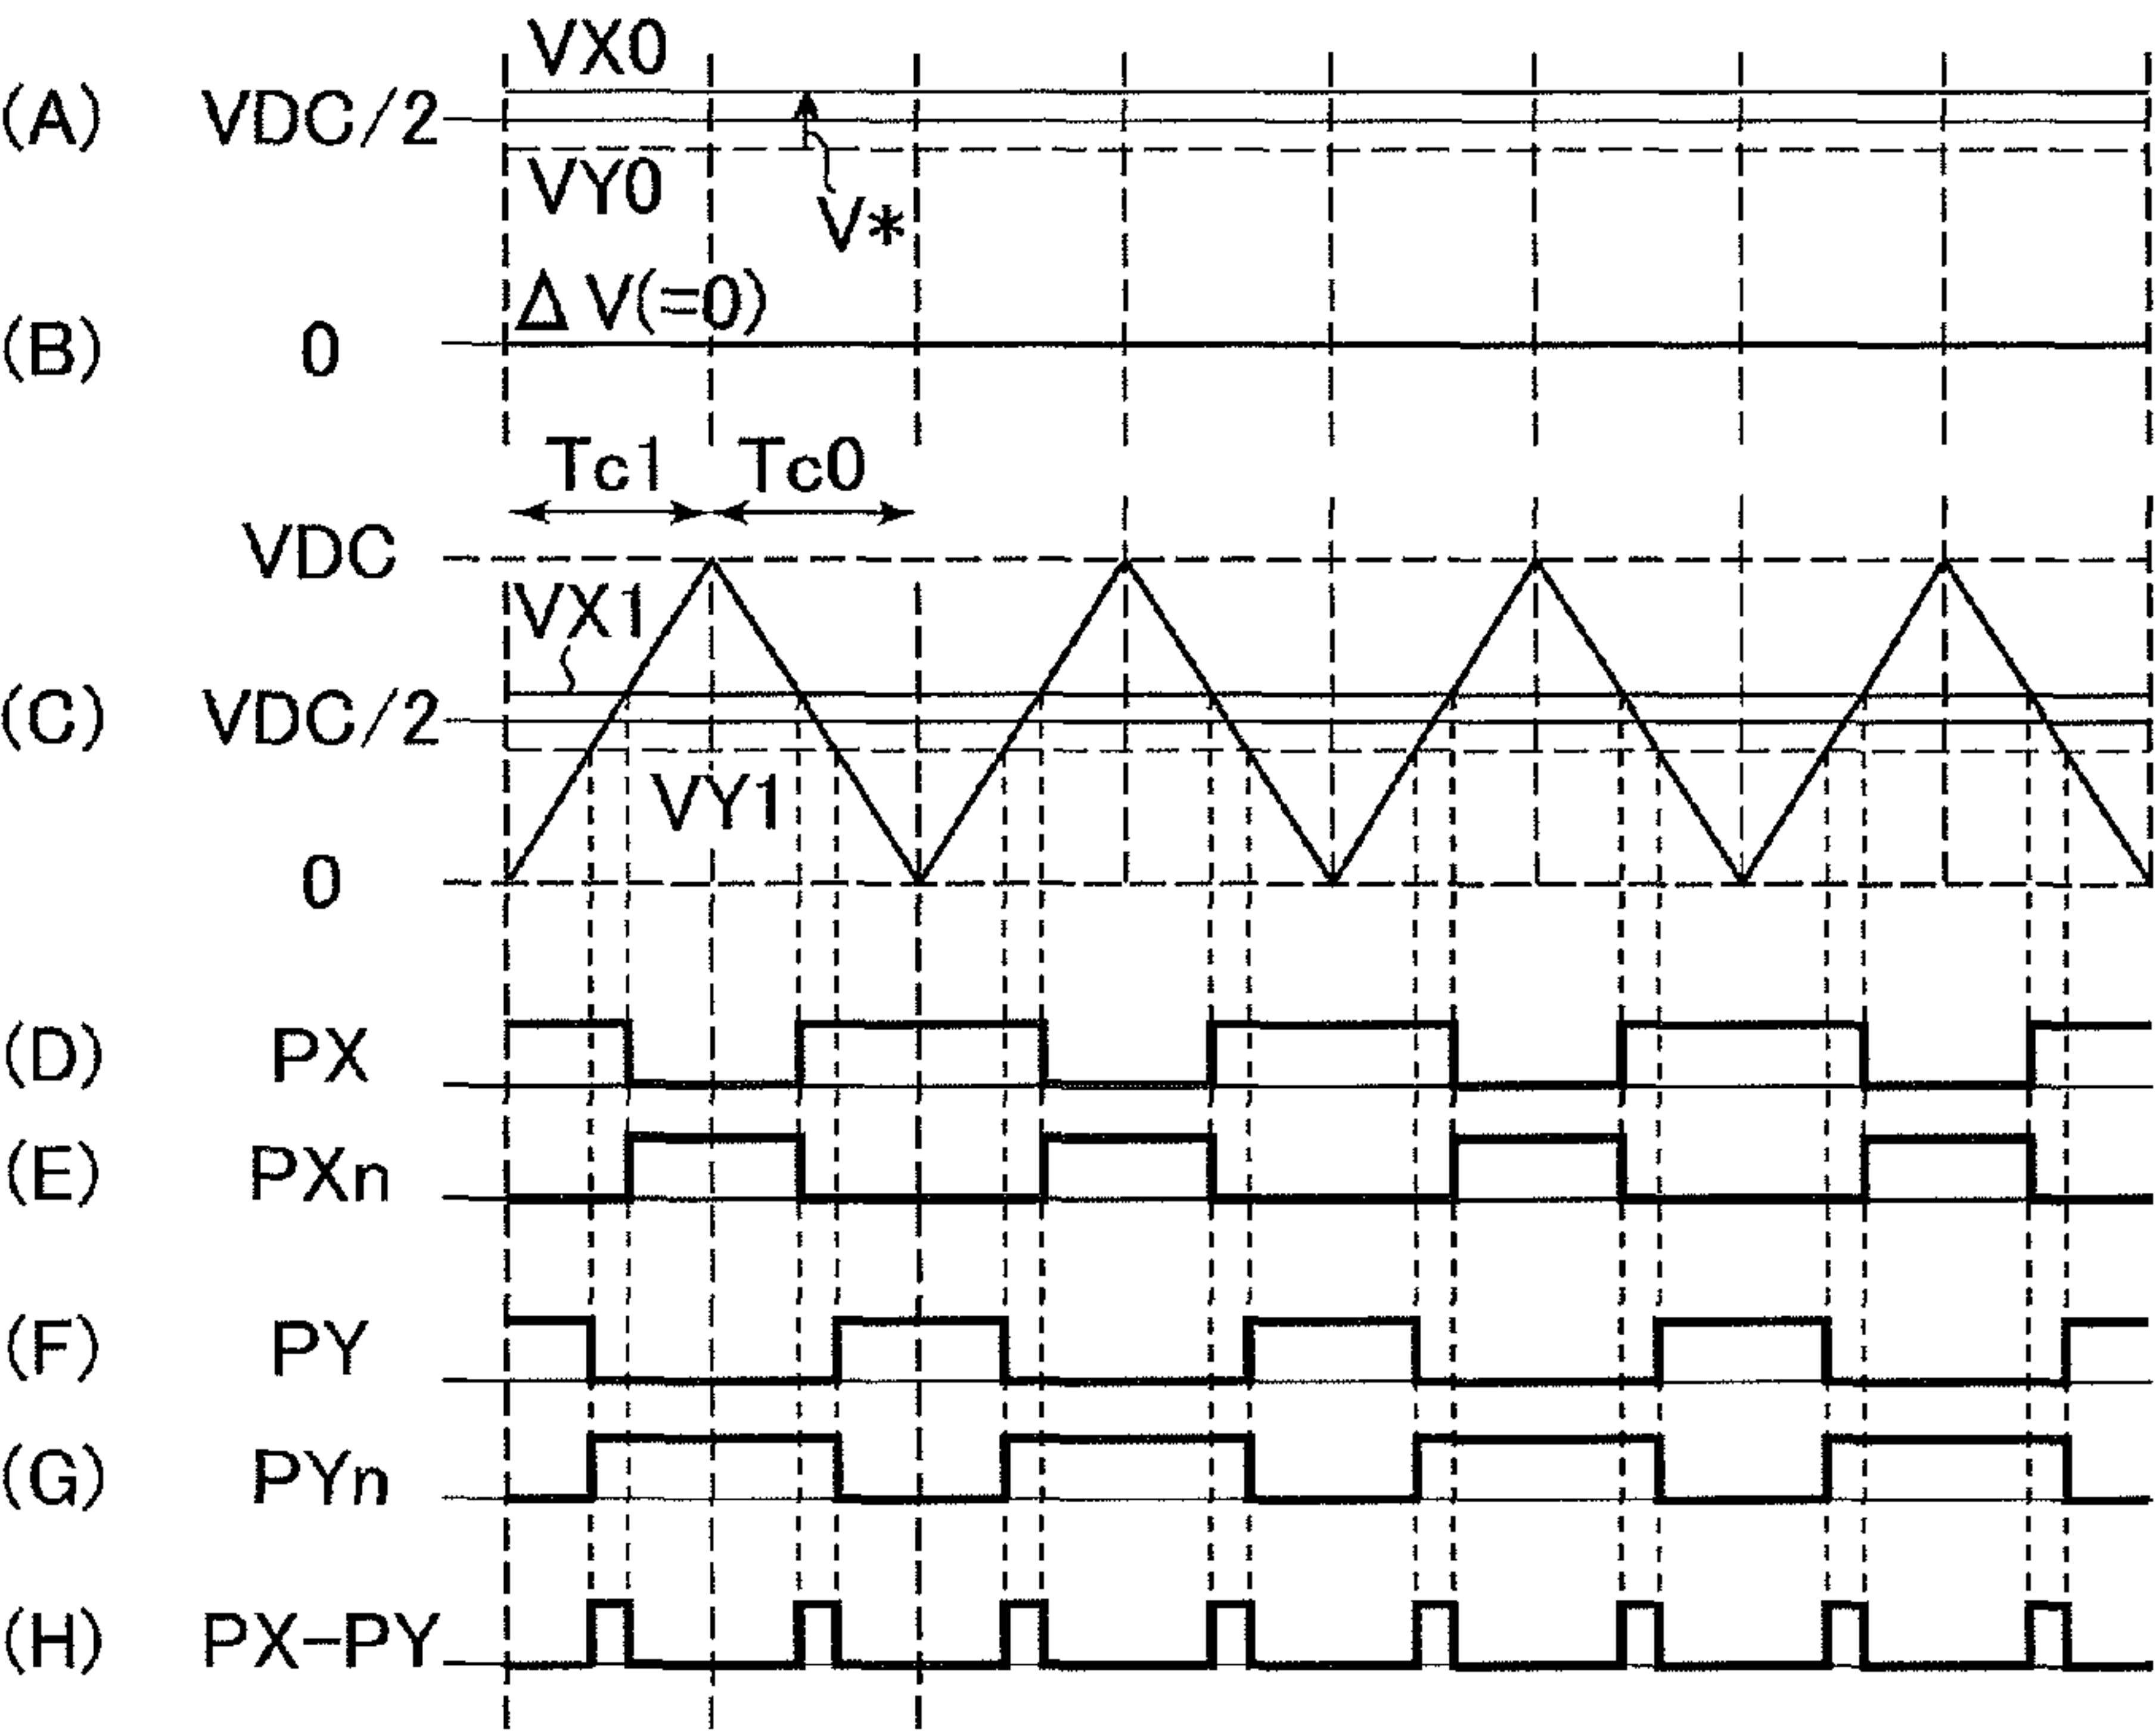 VX0
(A) VDC/2
VY0
V*
ΔV(=0)
(B) 0
Tc1 Tc0
VDC
VX1
(C) VDC/2
VY1
0
(D) PX
(E) PXn
(F) PY
(G) PYn
(H) PX-PY